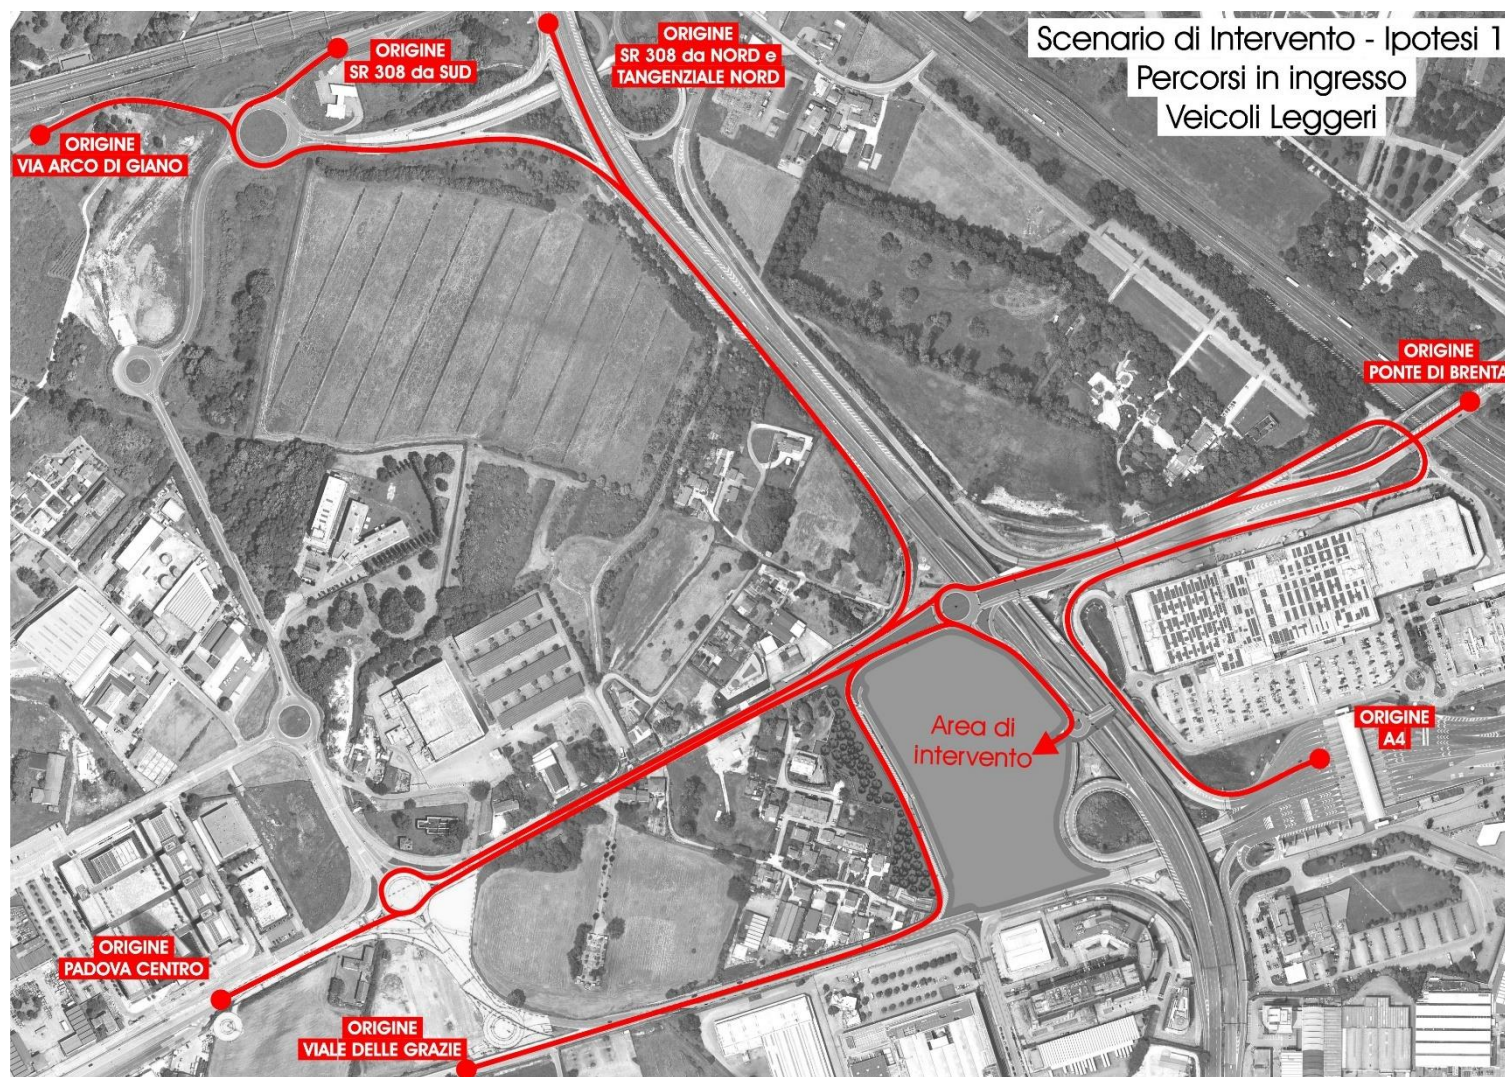 Scenario di Intervento - Ipotesi 1
Percorsi in ingresso
Veicoli Leggeri
ORIGINE
SR 308 da SUD
ORIGINE
SR 308 da NORD e
TANGENZIALE NORD
ORIGINE
VIA ARCO DI GIANO
ORIGINE
PONTE DI BRENTA
Area di
intervento
ORIGINE
A4
ORIGINE
PADOVA CENTRO
ORIGINE
VIALE DELLE GRAZIE